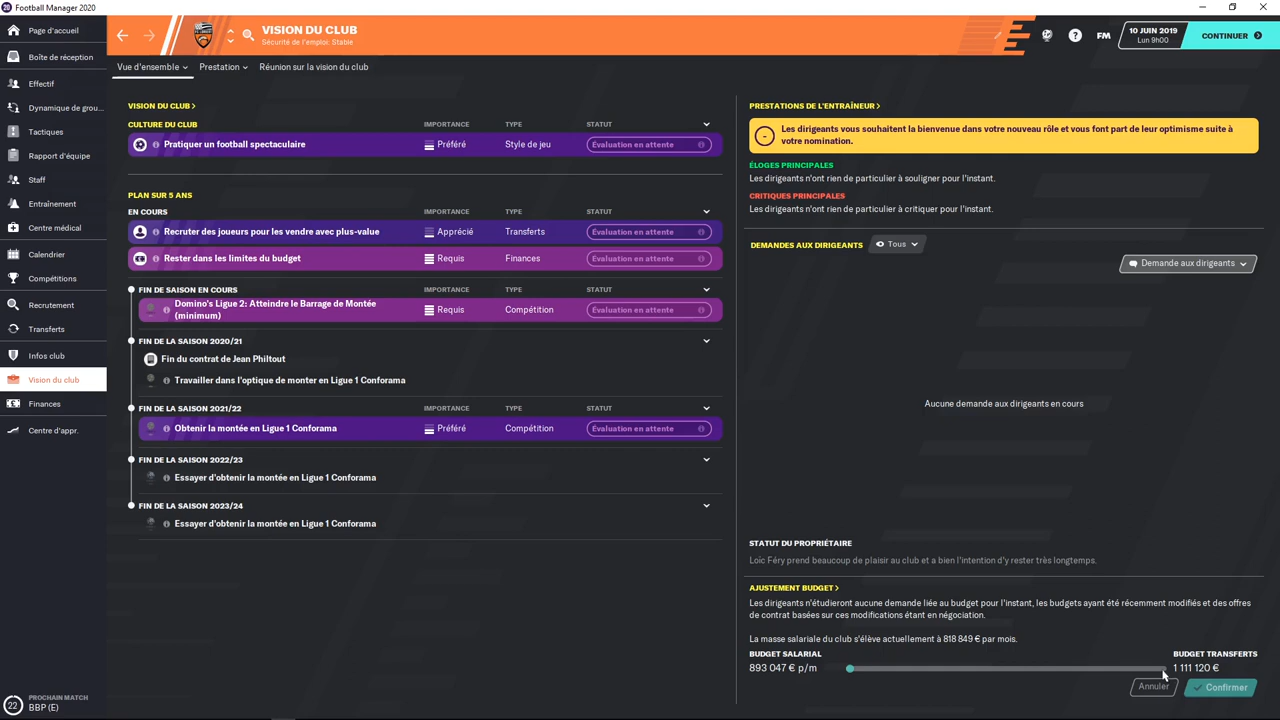 Football Manager 2020
Page d'accueil
Boîte de réception
Effectif
Dynamique de grou...
Tactiques
Rapport d'équipe
Staff
Entraînement
Centre médical
Calendrier
Compétitions
Recrutement
Transferts
Infos club
Vision du club
Finances
Centre d'appr.
22
PROCHAIN MATCH
BBP (E)
VISION DU CLUB
Sécurité de l'emploi: Stable
FM
10 JUIN 2019
Lun 9h00
CONTINUER
Vue d'ensemble
Prestation
Réunion sur la vision du club
VISION DU CLUB >
CULTURE DU CLUB IMPORTANCE TYPE STATUT
Pratiquer un football spectaculaire Préféré Style de jeu Évaluation en attente
PLAN SUR 5 ANS
EN COURS IMPORTANCE TYPE STATUT
Recruter des joueurs pour les vendre avec plus-value Apprécié Transferts Évaluation en attente
Rester dans les limites du budget Requis Finances Évaluation en attente
FIN DE SAISON EN COURS IMPORTANCE TYPE STATUT
Domino's Ligue 2: Atteindre le Barrage de Montée
(minimum) Requis Compétition Évaluation en attente
FIN DE LA SAISON 2020/21
Fin du contrat de Jean Philtout
Travailler dans l'optique de monter en Ligue 1 Conforama
FIN DE LA SAISON 2021/22 IMPORTANCE TYPE STATUT
Obtenir la montée en Ligue 1 Conforama Préféré Compétition Évaluation en attente
FIN DE LA SAISON 2022/23
Essayer d'obtenir la montée en Ligue 1 Conforama
FIN DE LA SAISON 2023/24
Essayer d'obtenir la montée en Ligue 1 Conforama
PRESTATIONS DE L'ENTRAÎNEUR >
Les dirigeants vous souhaitent la bienvenue dans votre nouveau rôle et vous font part de leur optimisme suite à
votre nomination.
ÉLOGES PRINCIPALES
Les dirigeants n'ont rien de particulier à souligner pour l'instant.
CRITIQUES PRINCIPALES
Les dirigeants n'ont rien de particulier à critiquer pour l'instant.
DEMANDES AUX DIRIGEANTS Tous
Demande aux dirigeants
Aucune demande aux dirigeants en cours
STATUT DU PROPRIÉTAIRE
Loïc Féry prend beaucoup de plaisir au club et a bien l'intention d'y rester très longtemps.
AJUSTEMENT BUDGET >
Les dirigeants n'étudieront aucune demande liée au budget pour l'instant, les budgets ayant été récemment modifiés et des offres
de contrat basées sur ces modifications étant en négociation.
La masse salariale du club s'élève actuellement à 818 849 € par mois.
BUDGET SALARIAL BUDGET TRANSFERTS
893 047 € p/m 1 111 120 €
Annuler Confirmer